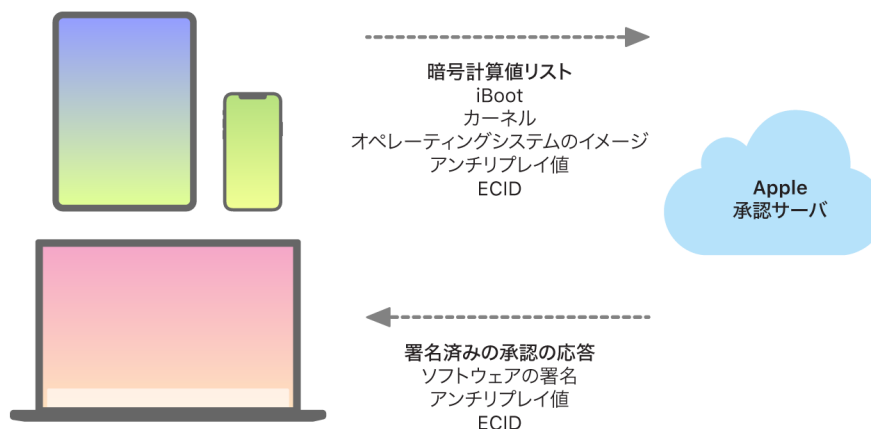 暗号計算値リスト
iBoot
カーネル
オペレーティングシステムのイメージ
アンチリプレイ値
ECID
Apple
承認サーバ
署名済みの承認の応答
ソフトウェアの署名
アンチリプレイ値
ECID